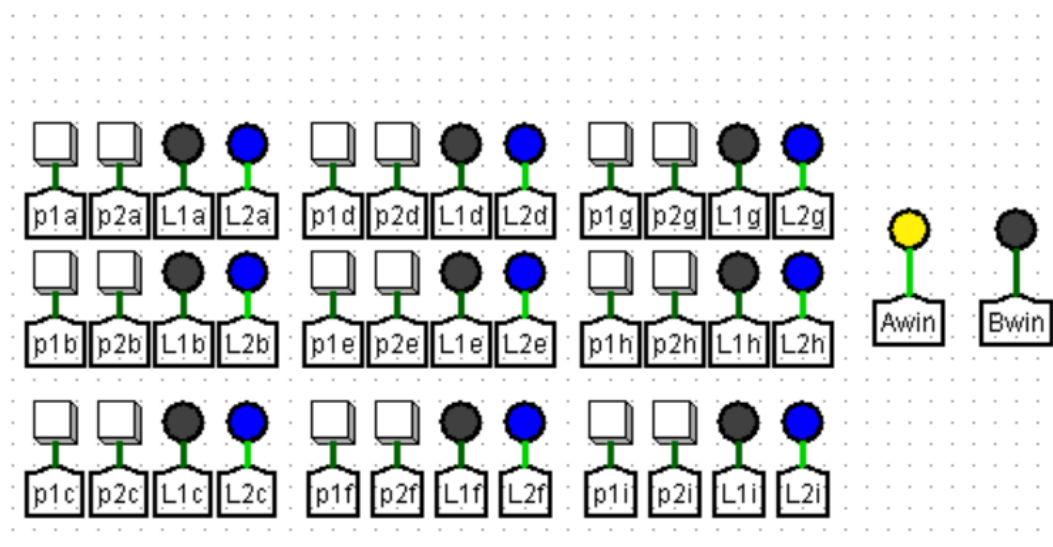 p1a p2a L1a L2a p1d p2d L1d L2d p1g p2g L1g L2g
Awin Bwin
p1b p2b L1b L2b p1e p2e L1e L2e p1h p2h L1h L2h
p1c p2c L1c L2c p1f p2f L1f L2f p1i p2i L1i L2i